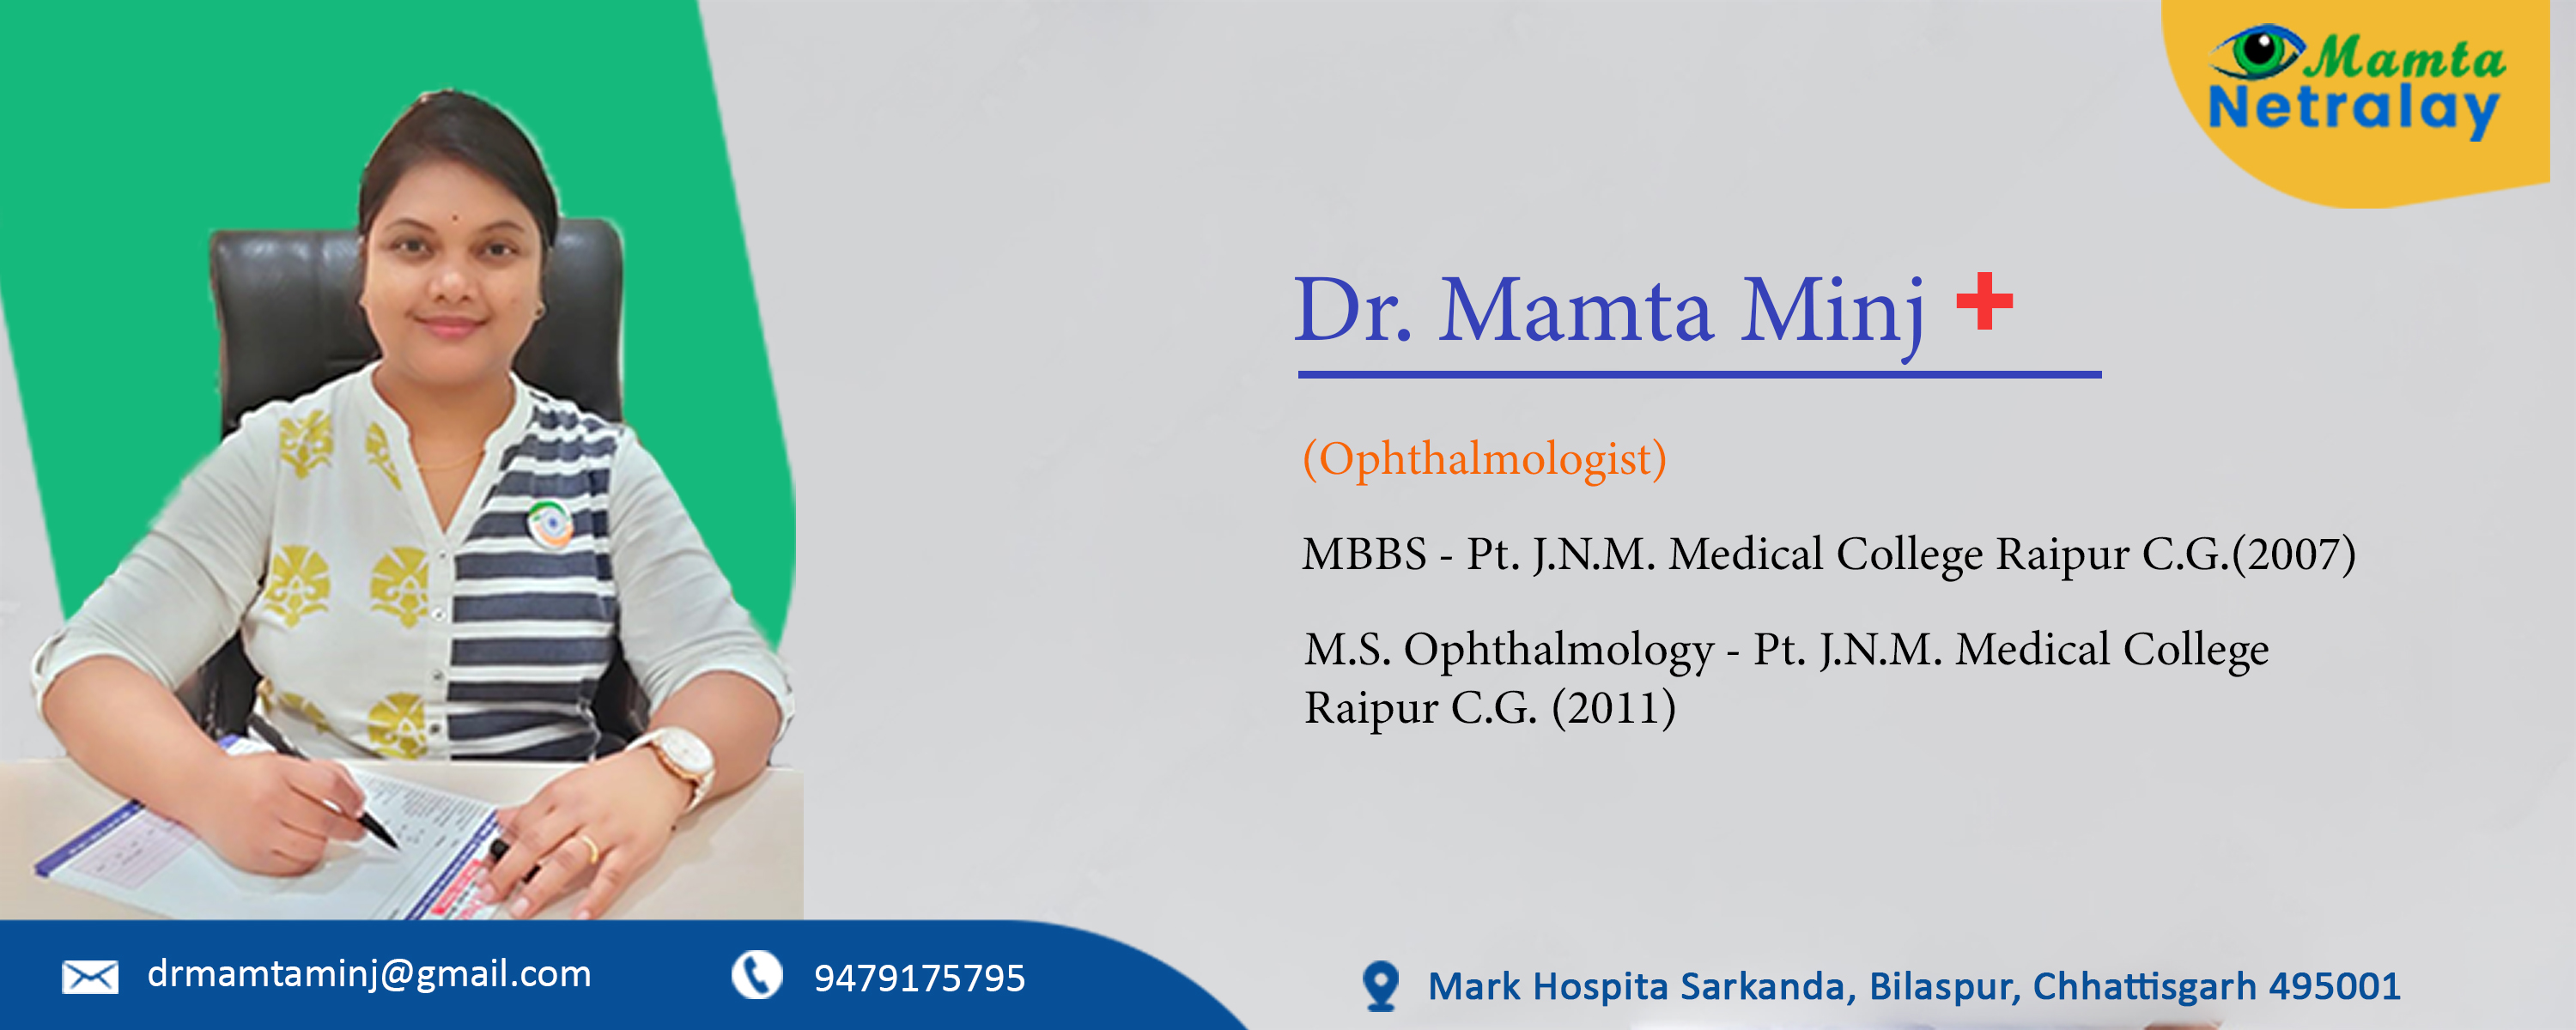 Mamta
Netralay
Dr. Mamta Minj
(Ophthalmologist)
MBBS - Pt. J.N.M. Medical College Raipur C.G.(2007)
M.S. Ophthalmology - Pt. J.N.M. Medical College
Raipur C.G. (2011)
drmamtaminj@gmail.com
9479175795
Mark Hospita Sarkanda, Bilaspur, Chhattisgarh 495001